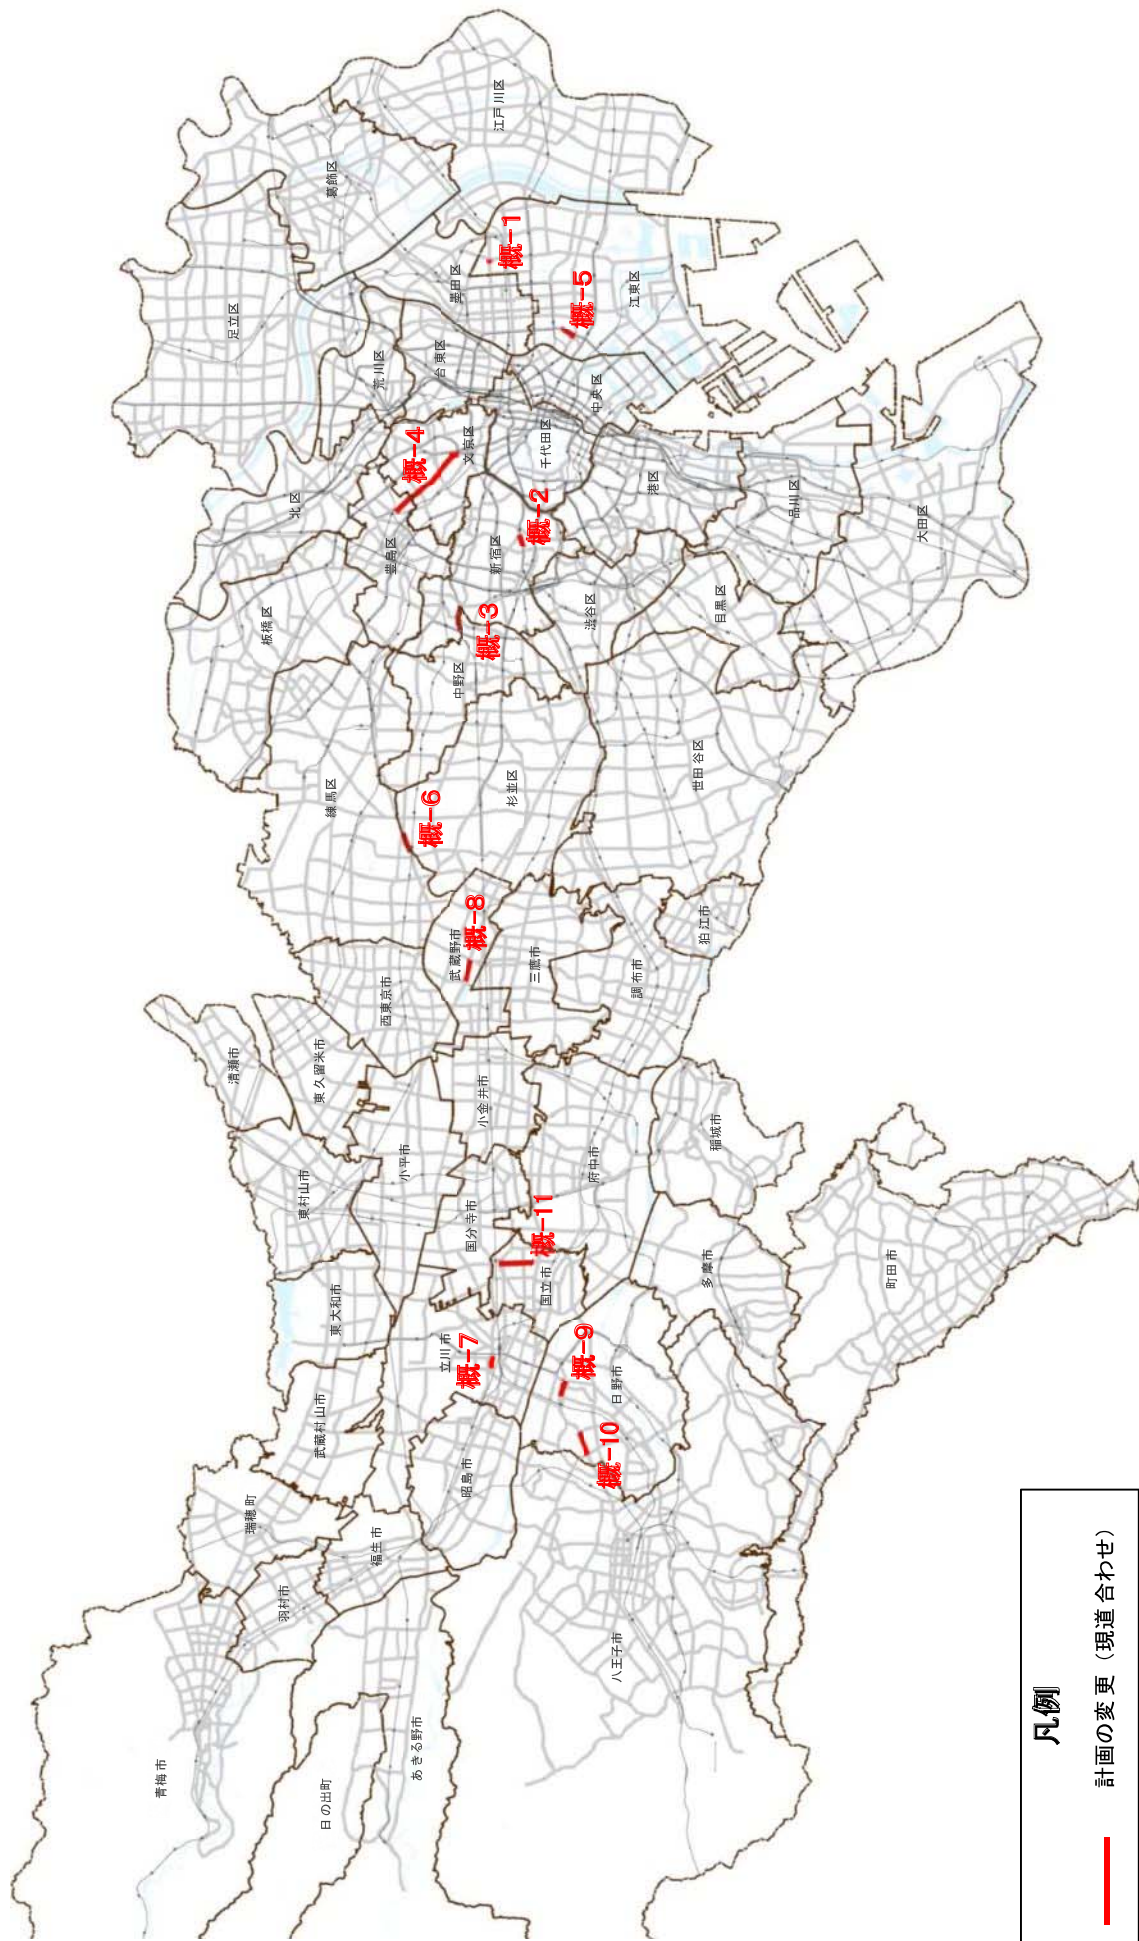 青梅市
瑞穂町
羽村市
福生市
日の出町
あきる野市
八王子市
武蔵村山市
東大和市
東村山市
清瀬市
東久留米市
西東京市
小平市
立川市
昭島市
国分寺市
小金井市
国立市
府中市
日野市
多摩市
稲城市
町田市
武蔵野市
三鷹市
調布市
狛江市
練馬区
板橋区
北区
足立区
葛飾区
江戸川区
荒川区
台東区
墨田区
江東区
豊島区
文京区
中野区
新宿区
千代田区
中央区
杉並区
渋谷区
港区
世田谷区
目黒区
品川区
大田区
概-1
概-2
概-3
概-4
概-5
概-6
概-7
概-8
概-9
概-10
概-11
凡例
計画の変更（現道合わせ）